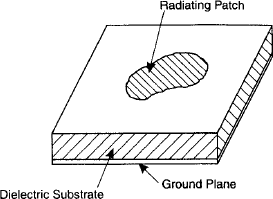 Radiating Patch
Ground Plane
Dielectric Substrate